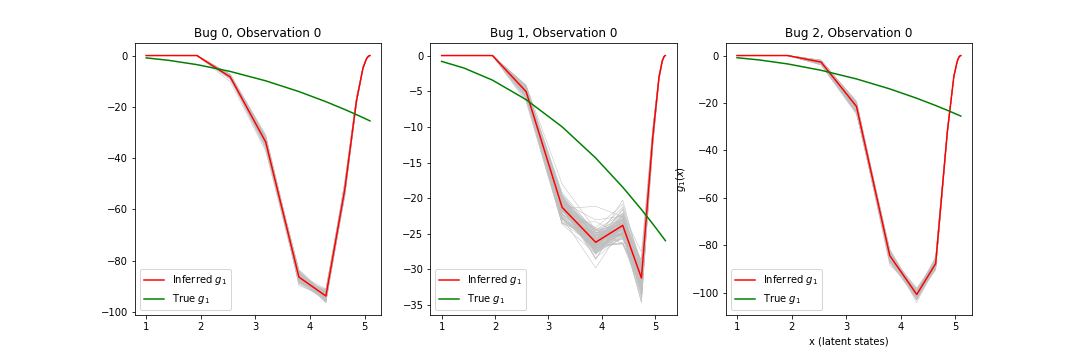 Bug 0, Observation 0
0
−20
−40
−60
−80
−100
1 2 3 4 5
Inferred g₁
True g₁
Bug 1, Observation 0
0
−5
−10
−15
−20
−25
−30
−35
1 2 3 4 5
Inferred g₁
True g₁
Bug 2, Observation 0
g₁(x)
0
−20
−40
−60
−80
−100
1 2 3 4 5
Inferred g₁
True g₁
x (latent states)